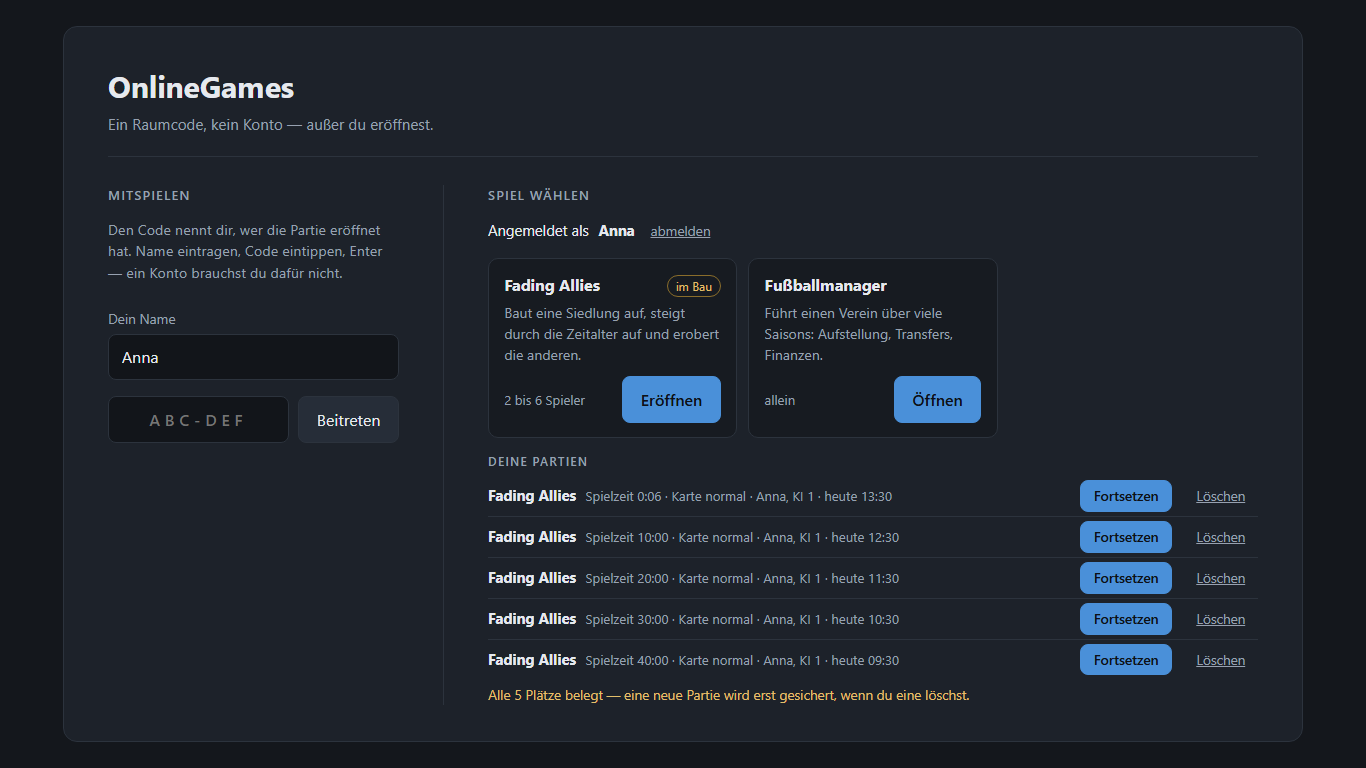 OnlineGames
Ein Raumcode, kein Konto — außer du eröffnest.
MITSPIELEN
Den Code nennt dir, wer die Partie eröffnet
hat. Name eintragen, Code eintippen, Enter
— ein Konto brauchst du dafür nicht.
Dein Name
Anna
ABC-DEF
Beitreten
SPIEL WÄHLEN
Angemeldet als Anna abmelden
Fading Allies im Bau
Baut eine Siedlung auf, steigt
durch die Zeitalter auf und erobert
die anderen.
2 bis 6 Spieler Eröffnen
Fußballmanager
Führt einen Verein über viele
Saisons: Aufstellung, Transfers,
Finanzen.
allein Öffnen
DEINE PARTIEN
Fading Allies Spielzeit 0:06 · Karte normal · Anna, KI 1 · heute 13:30 Fortsetzen Löschen
Fading Allies Spielzeit 10:00 · Karte normal · Anna, KI 1 · heute 12:30 Fortsetzen Löschen
Fading Allies Spielzeit 20:00 · Karte normal · Anna, KI 1 · heute 11:30 Fortsetzen Löschen
Fading Allies Spielzeit 30:00 · Karte normal · Anna, KI 1 · heute 10:30 Fortsetzen Löschen
Fading Allies Spielzeit 40:00 · Karte normal · Anna, KI 1 · heute 09:30 Fortsetzen Löschen
Alle 5 Plätze belegt — eine neue Partie wird erst gesichert, wenn du eine löschst.